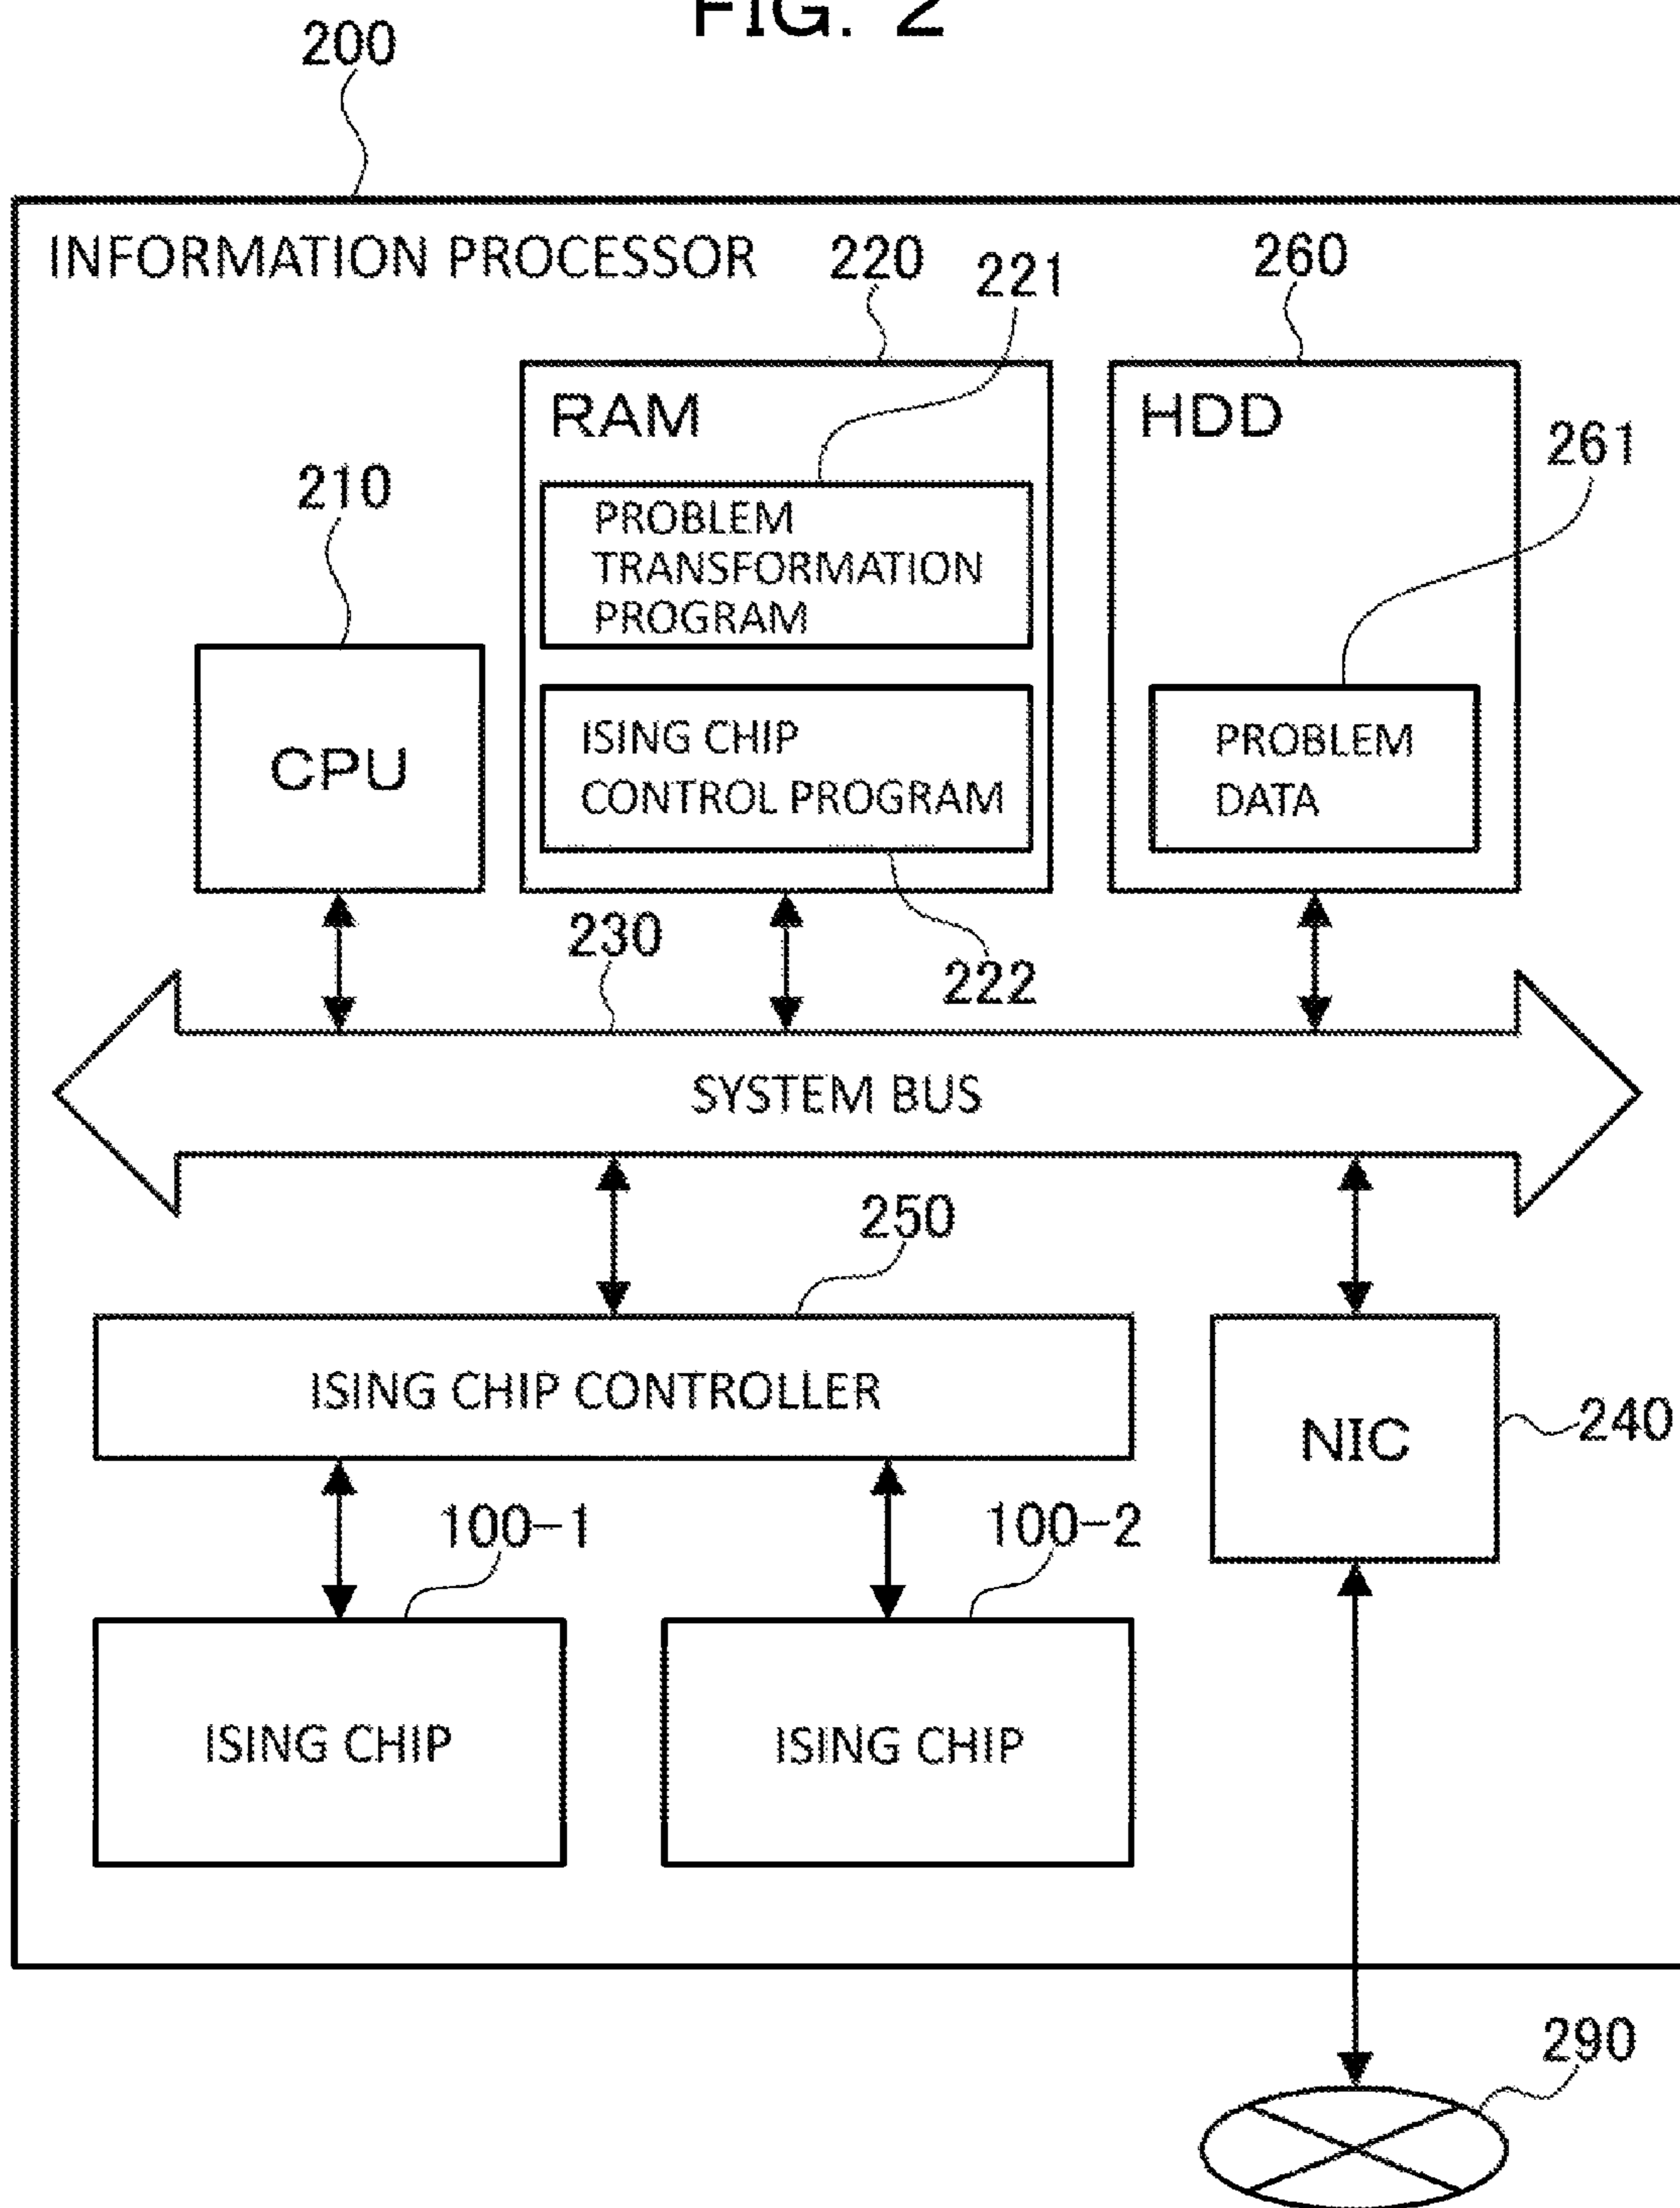 FIG. 2
200
INFORMATION PROCESSOR
220
221
260
RAM
HDD
261
210
PROBLEM
TRANSFORMATION
PROGRAM
CPU
ISING CHIP
CONTROL PROGRAM
PROBLEM
DATA
230
222
SYSTEM BUS
250
ISING CHIP CONTROLLER
NIC
240
100-1
100-2
ISING CHIP
ISING CHIP
290